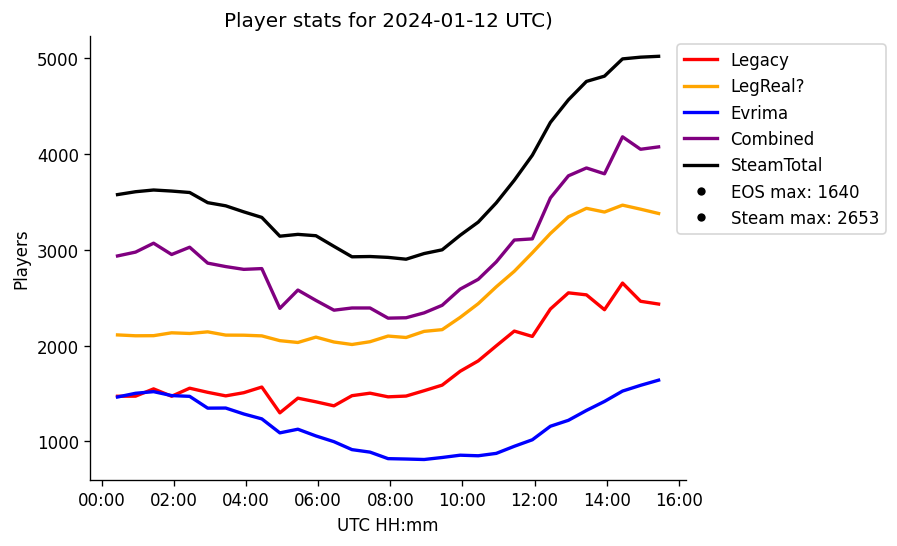 Player stats for 2024-01-12 UTC)
5000
4000
3000
2000
1000
Players
00:00 02:00 04:00 06:00 08:00 10:00 12:00 14:00 16:00
UTC HH:mm
Legacy
LegReal?
Evrima
Combined
SteamTotal
EOS max: 1640
Steam max: 2653